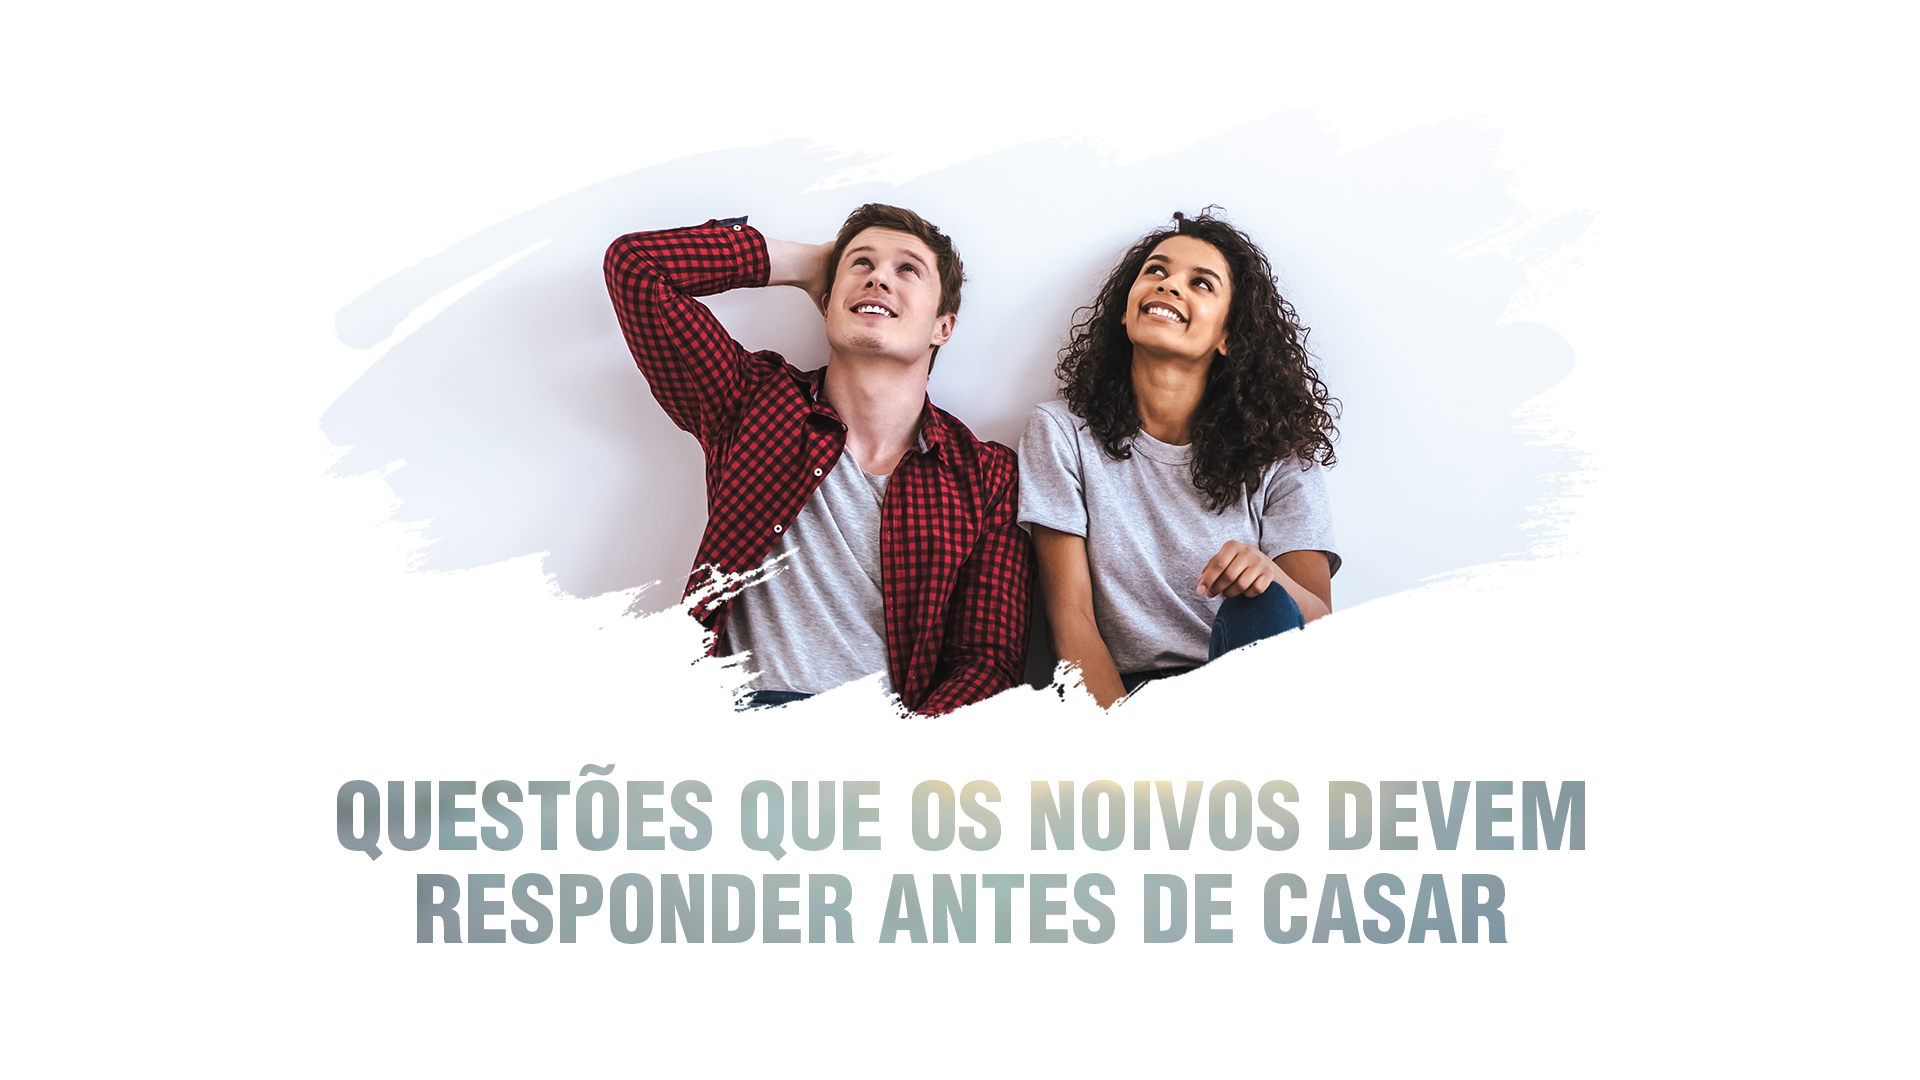 QUESTÕES QUE OS NOIVOS DEVEM
RESPONDER ANTES DE CASAR